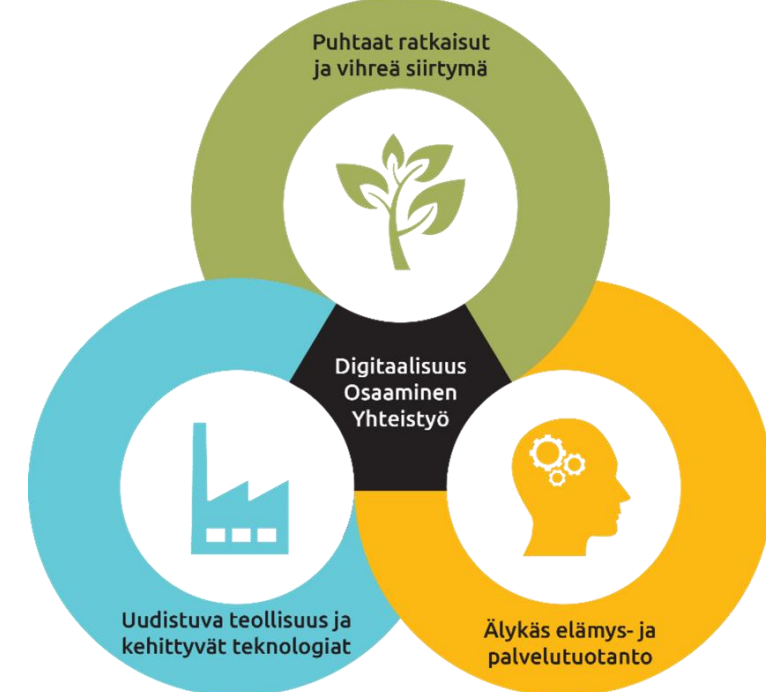 Puhtaat ratkaisut
ja vihreä siirtymä
Digitaalisuus
Osaaminen
Yhteistyö
Uudistuva teollisuus ja
kehittyvät teknologiat
Älykäs elämys- ja
palvelutuotanto